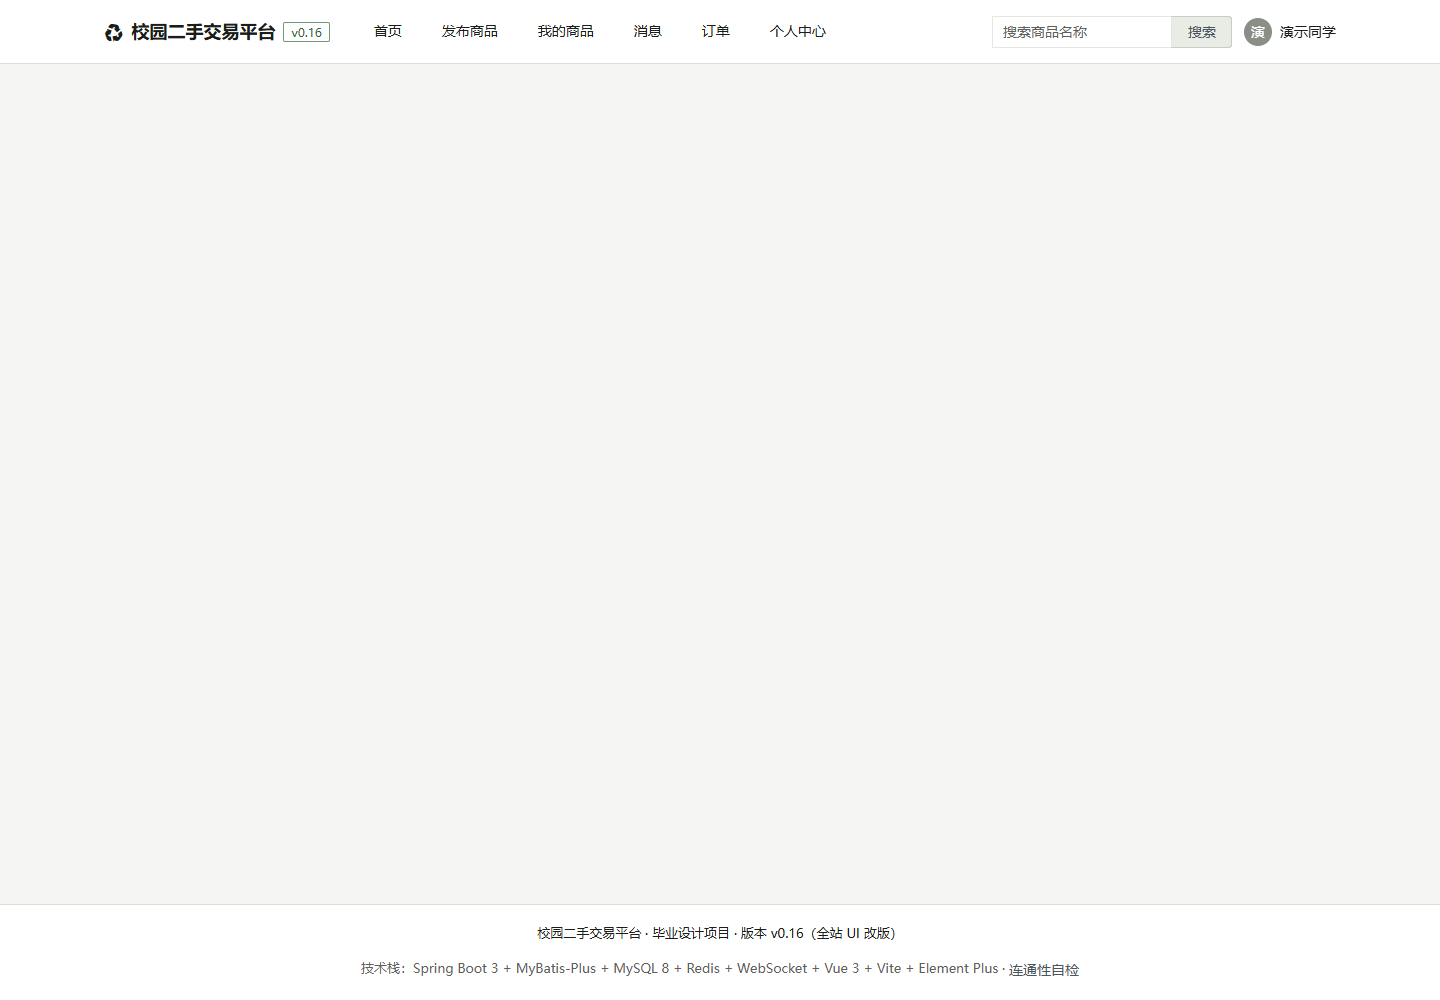 ♻ 校园二手交易平台 v0.16 首页 发布商品 我的商品 消息 订单 个人中心 搜索商品名称 搜索 演 演示同学
校园二手交易平台 · 毕业设计项目 · 版本 v0.16（全站 UI 改版）
技术栈：Spring Boot 3 + MyBatis-Plus + MySQL 8 + Redis + WebSocket + Vue 3 + Vite + Element Plus · 连通性自检